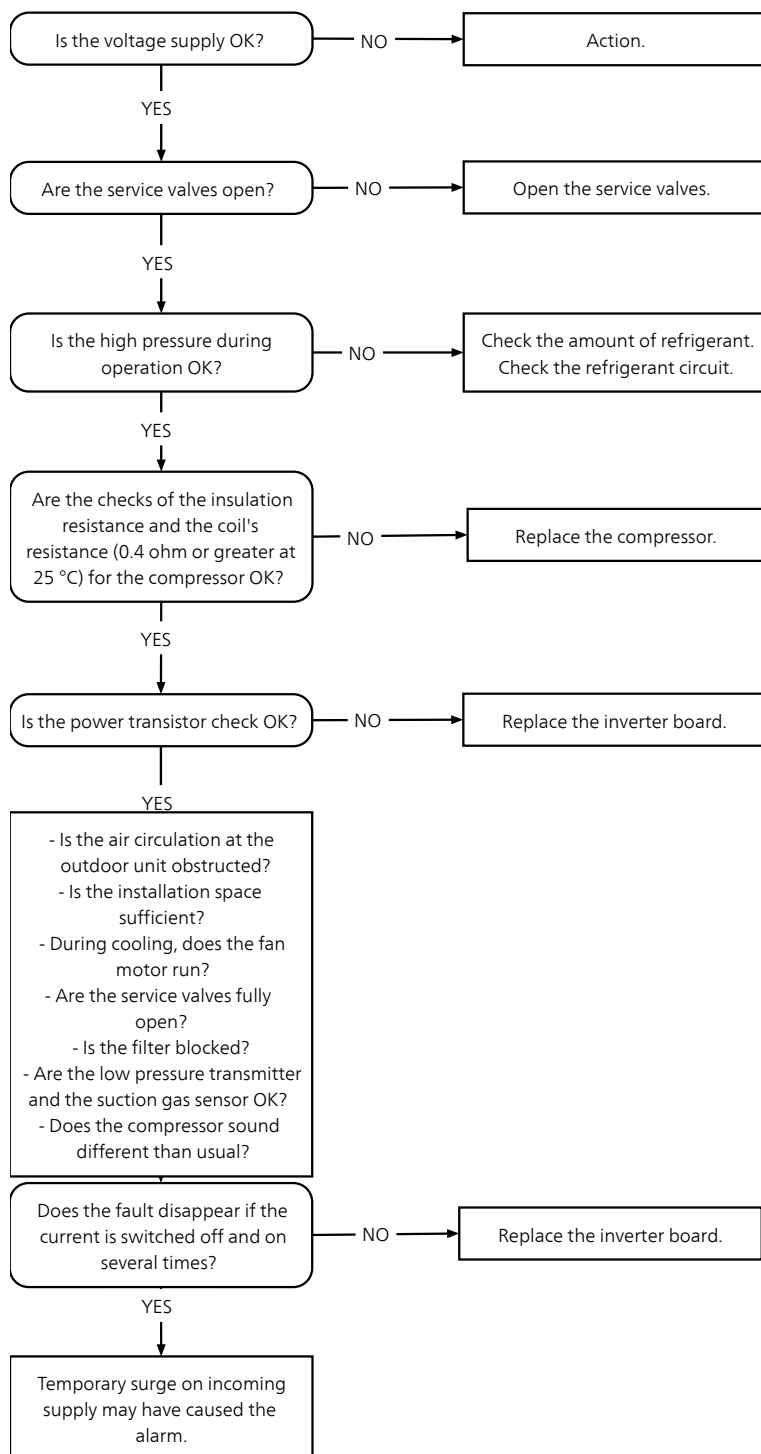 Is the voltage supply OK?
NO
Action.
YES
Are the service valves open?
NO
Open the service valves.
YES
Is the high pressure during
operation OK?
NO
Check the amount of refrigerant.
Check the refrigerant circuit.
YES
Are the checks of the insulation
resistance and the coil's
resistance (0.4 ohm or greater at
25 °C) for the compressor OK?
NO
Replace the compressor.
YES
Is the power transistor check OK?
NO
Replace the inverter board.
YES
- Is the air circulation at the
outdoor unit obstructed?
- Is the installation space
sufficient?
- During cooling, does the fan
motor run?
- Are the service valves fully
open?
- Is the filter blocked?
- Are the low pressure transmitter
and the suction gas sensor OK?
- Does the compressor sound
different than usual?
Does the fault disappear if the
current is switched off and on
several times?
NO
Replace the inverter board.
YES
Temporary surge on incoming
supply may have caused the
alarm.